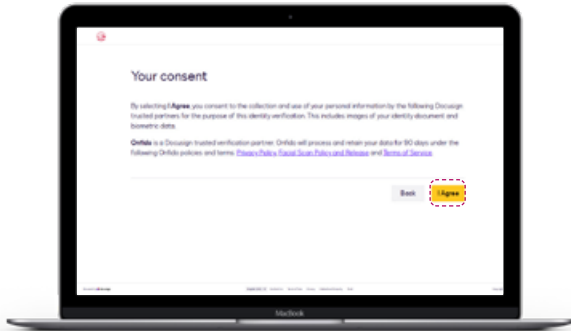 Your consent
By selecting I Agree, you consent to the collection and use of your personal information by the following Docusign
trusted partners for the purpose of this identity verification. This includes images of your identity document and
biometric data.
Onfido is a Docusign trusted verification partner. Onfido will process and retain your data for 90 days under the
following Onfido policies and terms: Privacy Policy, Facial Scan Policy and Release and Terms of Service.
Back I Agree
MacBook